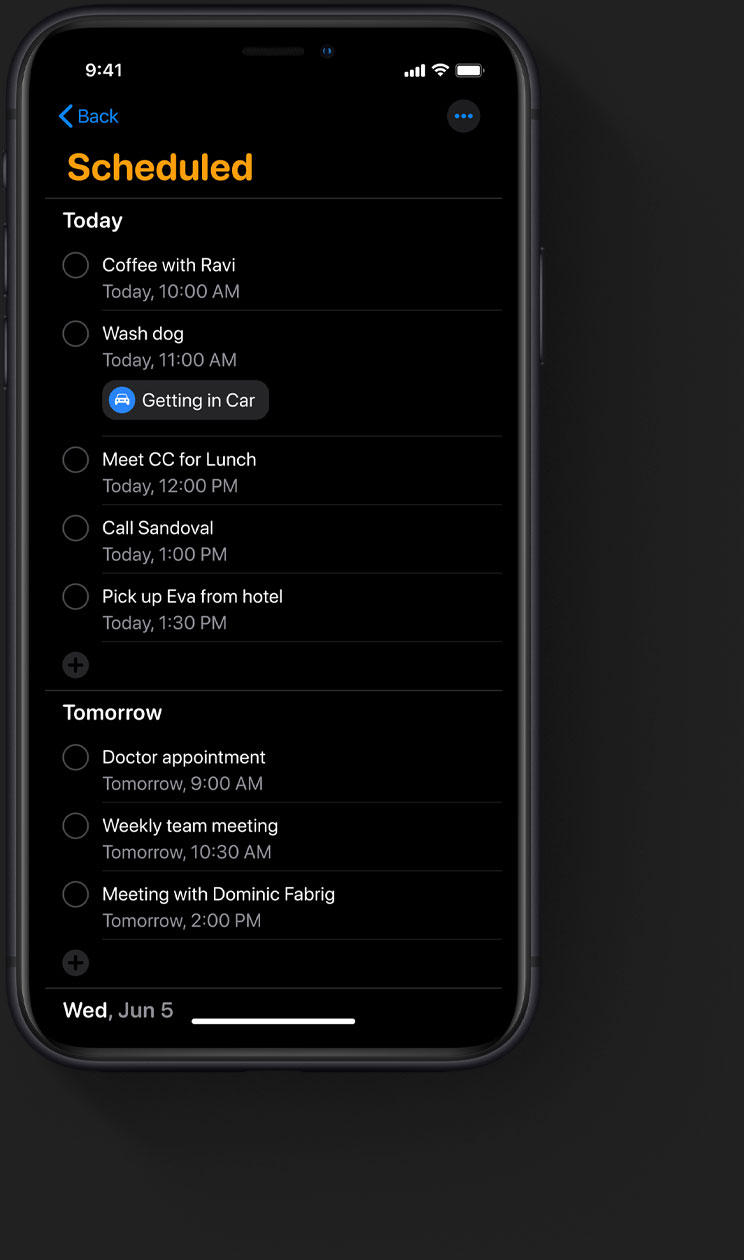 9:41
Back
Scheduled
Today
Coffee with Ravi
Today, 10:00 AM
Wash dog
Today, 11:00 AM
Getting in Car
Meet CC for Lunch
Today, 12:00 PM
Call Sandoval
Today, 1:00 PM
Pick up Eva from hotel
Today, 1:30 PM
Tomorrow
Doctor appointment
Tomorrow, 9:00 AM
Weekly team meeting
Tomorrow, 10:30 AM
Meeting with Dominic Fabrig
Tomorrow, 2:00 PM
Wed, Jun 5